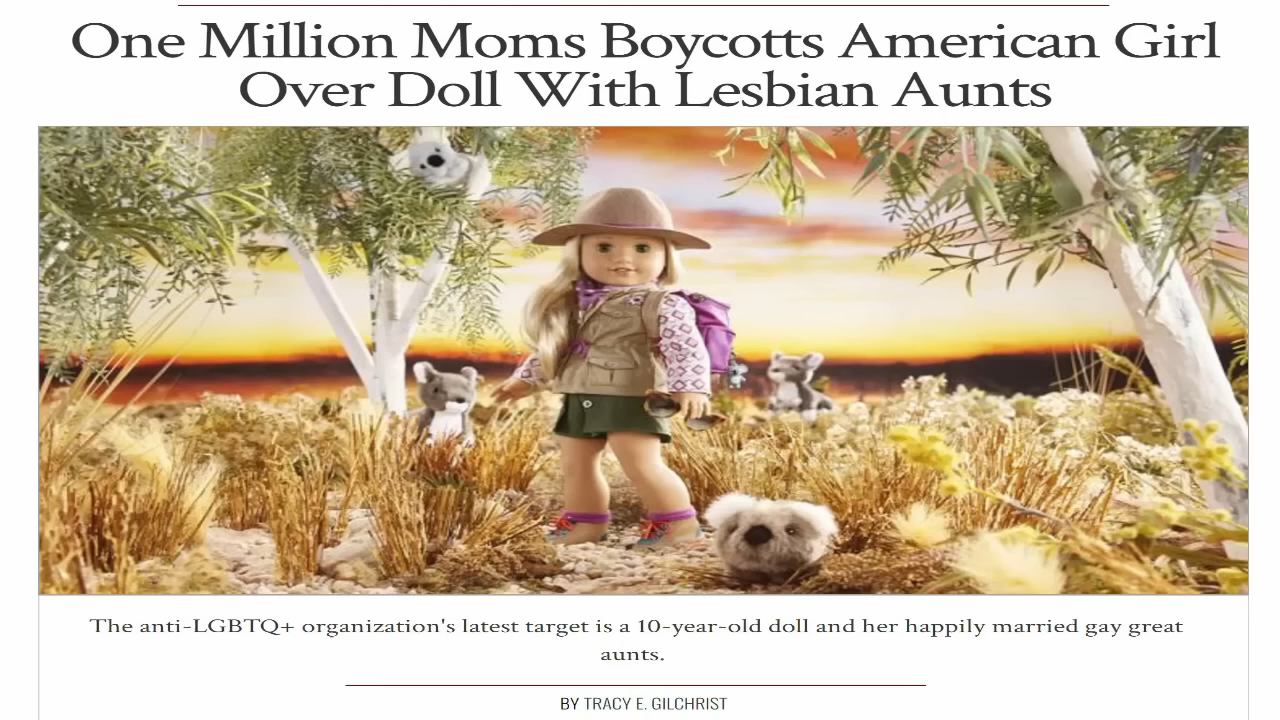 One Million Moms Boycotts American Girl
Over Doll With Lesbian Aunts
The anti-LGBTQ+ organization's latest target is a 10-year-old doll and her happily married gay great
aunts.
BY TRACY E. GILCHRIST